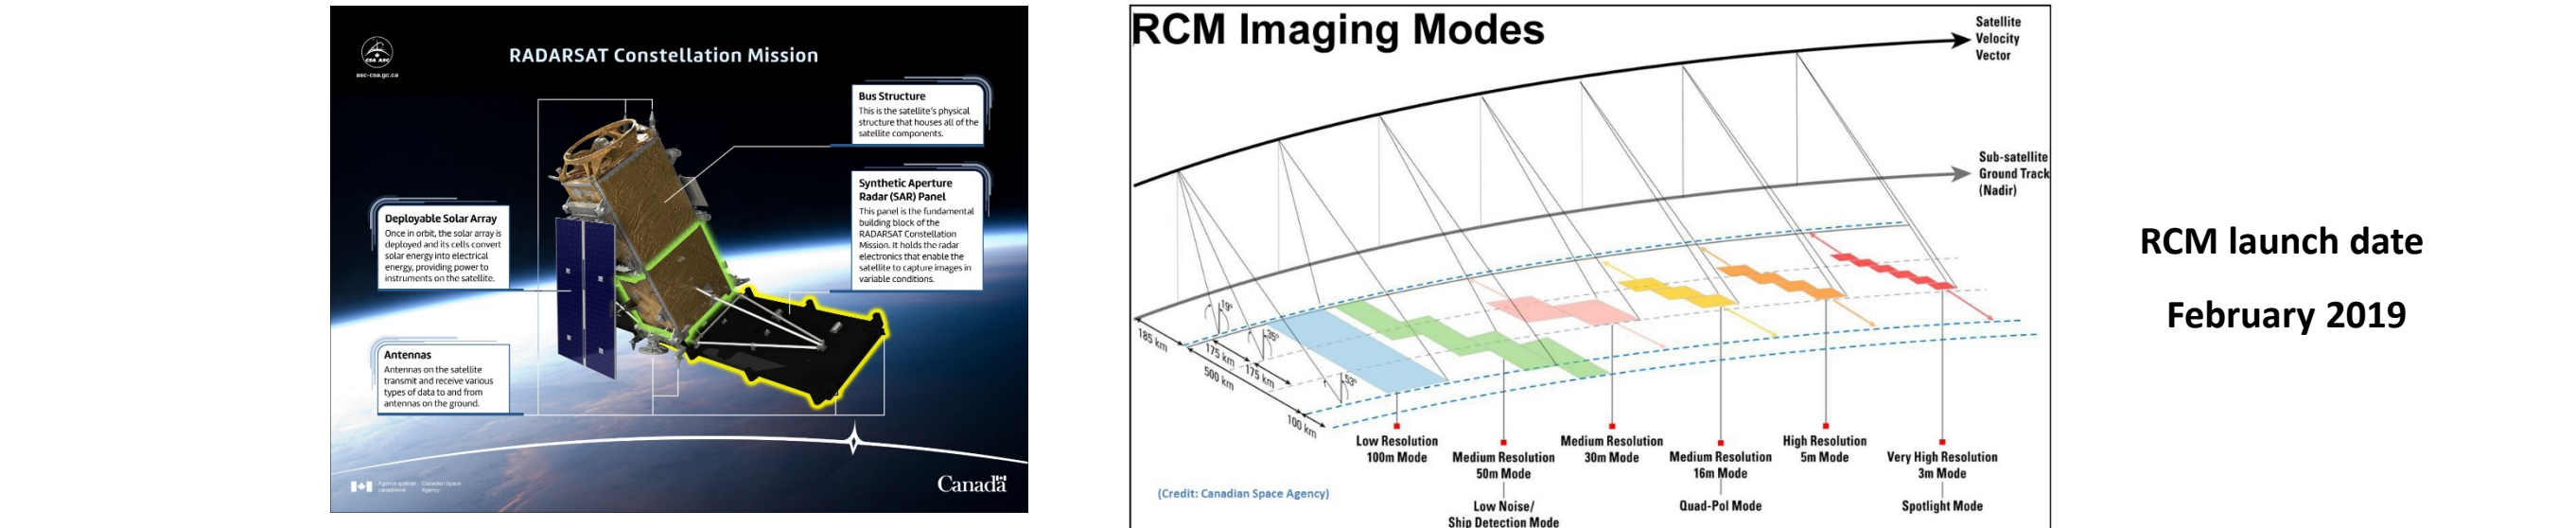 CSA ASC
asc-csa.gc.ca
RADARSAT Constellation Mission
Bus Structure
This is the satellite's physical
structure that houses all of the
satellite components.
Synthetic Aperture
Radar (SAR) Panel
This panel is the fundamental
building block of the
RADARSAT Constellation
Mission. It holds the radar
electronics that enable the
satellite to capture images in
variable conditions.
Deployable Solar Array
Once in orbit, the solar array is
deployed and its cells convert
solar energy into electrical
energy, providing power to
instruments on the satellite.
Antennas
Antennas on the satellite
transmit and receive various
types of data to and from
antennas on the ground.
Agence spatiale
canadienne
Canadian Space
Agency
Canada
RCM Imaging Modes
Satellite
Velocity
Vector
Sub-satellite
Ground Track
(Nadir)
19°
35°
53°
185 km
175 km
175 km
500 km
100 km
Low Resolution
100m Mode
Medium Resolution
50m Mode
Low Noise/
Ship Detection Mode
Medium Resolution
30m Mode
Medium Resolution
16m Mode
Quad-Pol Mode
High Resolution
5m Mode
Very High Resolution
3m Mode
Spotlight Mode
(Credit: Canadian Space Agency)
RCM launch date
February 2019